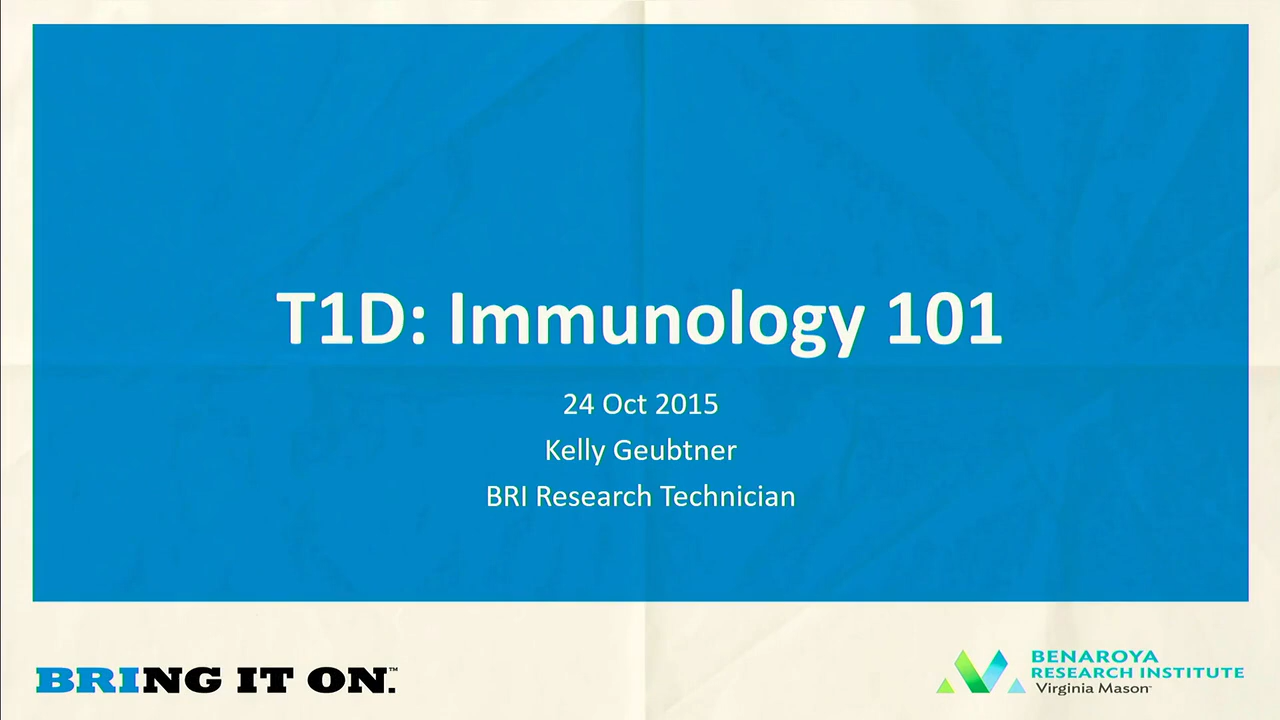 T1D: Immunology 101
24 Oct 2015
Kelly Geubtner
BRI Research Technician
BRING IT ON.™
BENAROYA
RESEARCH INSTITUTE
Virginia Mason™